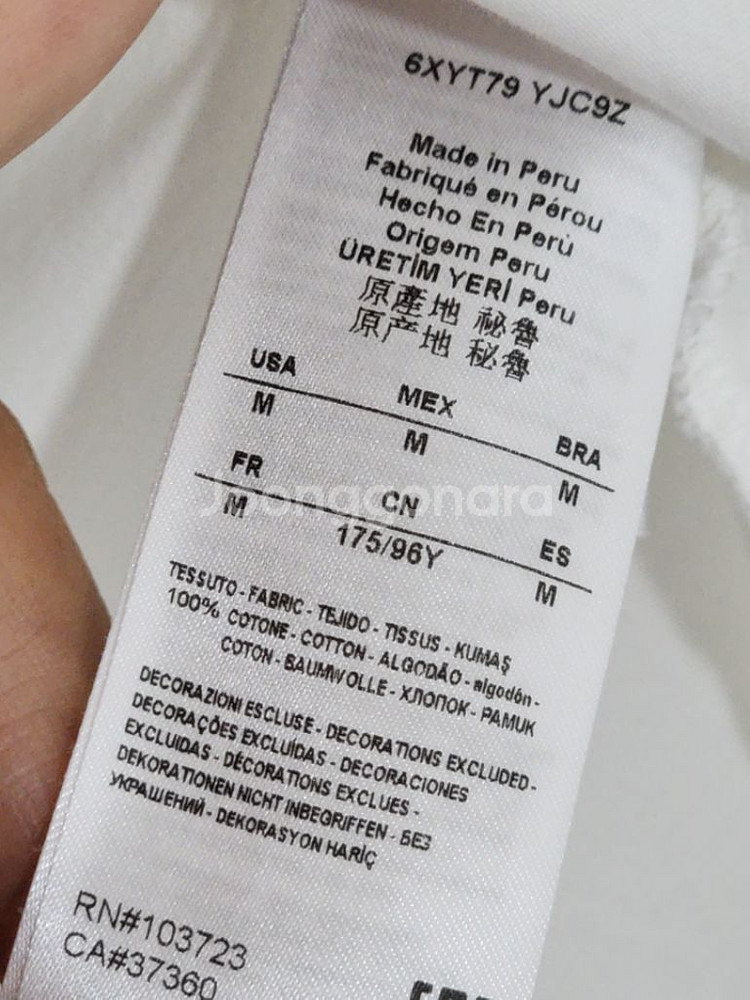 6XYT79 YJC9Z
Made in Peru
Fabriqué en Pérou
Hecho En Perù
Origem Peru
ÜRETİM YERİ Peru
原產地 秘魯
原产地 秘魯
USA MEX BRA
M M M
FR CN ES
M 175/96Y M
Joonggonara
TESSUTO - FABRIC - TEJIDO - TISSUS - KUMAŞ
100% COTONE - COTTON - ALGODÃO - algodón -
COTON - BAUMWOLLE - ХЛОПОК - PAMUK
DECORAZIONI ESCLUSE - DECORATIONS EXCLUDED -
DECORAÇÕES EXCLUÍDAS - DECORACIONES
EXCLUIDAS - DÉCORATIONS EXCLUES -
DEKORATIONEN NICHT INBEGRIFFEN - БЕЗ
УКРАШЕНИЙ - DEKORASYON HARİÇ
RN#103723
CA#37360